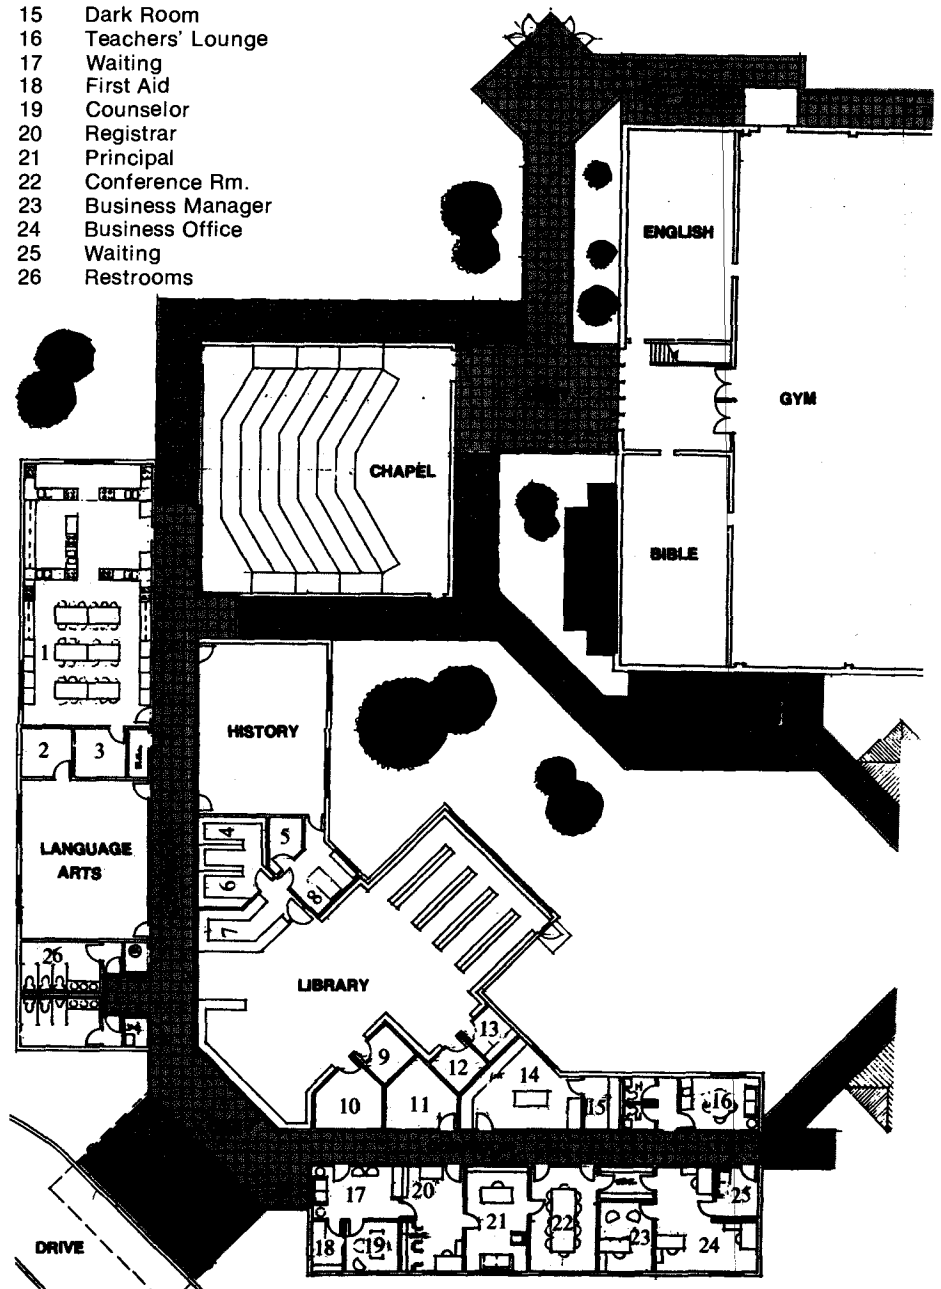 15 Dark Room
16 Teachers' Lounge
17 Waiting
18 First Aid
19 Counselor
20 Registrar
21 Principal
22 Conference Rm.
23 Business Manager
24 Business Office
25 Waiting
26 Restrooms
ENGLISH
GYM
CHAPEL
BIBLE
1
HISTORY
2
3
4
5
LANGUAGE
ARTS
6
8
7
26
LIBRARY
13
9
12
14
10
11
15
16
17
20
21
22
23
25
18
19
24
DRIVE